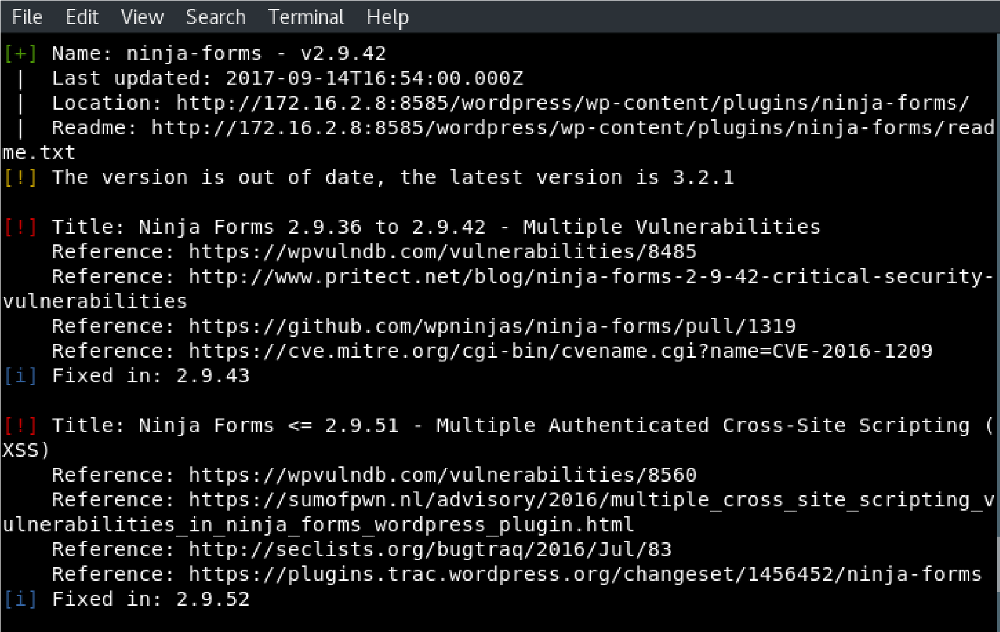 File Edit View Search Terminal Help
[+] Name: ninja-forms - v2.9.42
 |  Last updated: 2017-09-14T16:54:00.000Z
 |  Location: http://172.16.2.8:8585/wordpress/wp-content/plugins/ninja-forms/
 |  Readme: http://172.16.2.8:8585/wordpress/wp-content/plugins/ninja-forms/read
me.txt
[!] The version is out of date, the latest version is 3.2.1

[!] Title: Ninja Forms 2.9.36 to 2.9.42 - Multiple Vulnerabilities
    Reference: https://wpvulndb.com/vulnerabilities/8485
    Reference: http://www.pritect.net/blog/ninja-forms-2-9-42-critical-security-
vulnerabilities
    Reference: https://github.com/wpninjas/ninja-forms/pull/1319
    Reference: https://cve.mitre.org/cgi-bin/cvename.cgi?name=CVE-2016-1209
[i] Fixed in: 2.9.43

[!] Title: Ninja Forms <= 2.9.51 - Multiple Authenticated Cross-Site Scripting (
XSS)
    Reference: https://wpvulndb.com/vulnerabilities/8560
    Reference: https://sumofpwn.nl/advisory/2016/multiple_cross_site_scripting_v
ulnerabilities_in_ninja_forms_wordpress_plugin.html
    Reference: http://seclists.org/bugtraq/2016/Jul/83
    Reference: https://plugins.trac.wordpress.org/changeset/1456452/ninja-forms
[i] Fixed in: 2.9.52